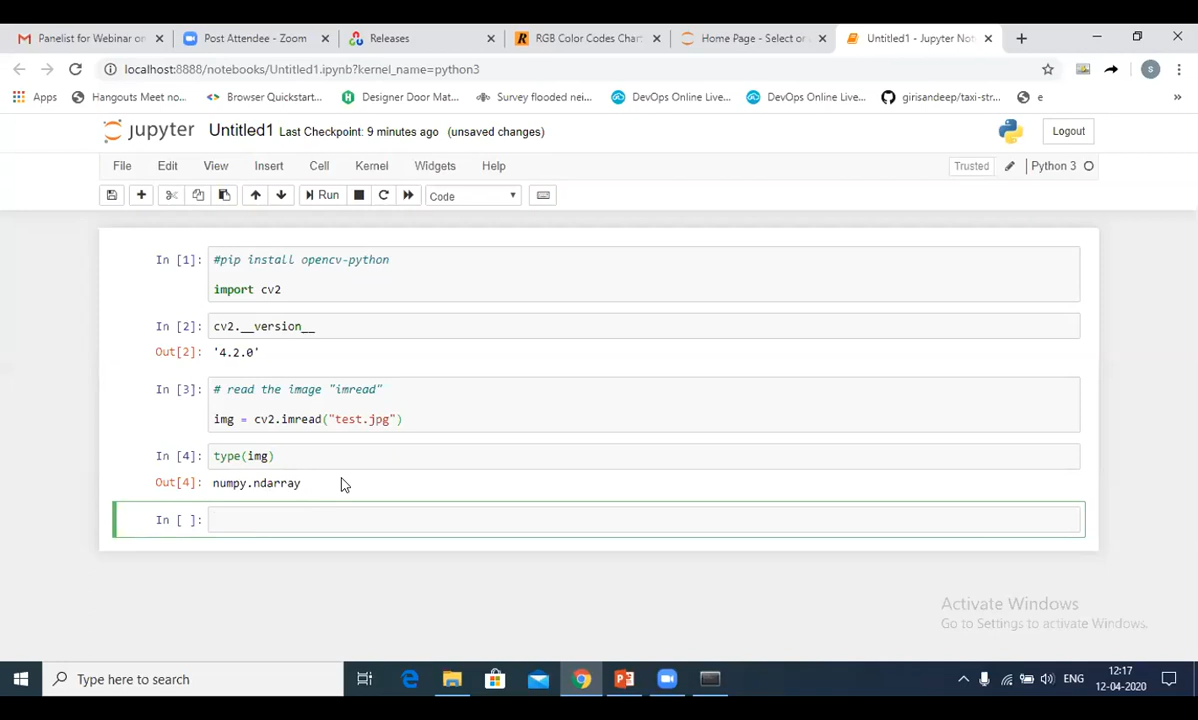 Panelist for Webinar on
Post Attendee - Zoom
Releases
RGB Color Codes Chart
Home Page - Select or
Untitled1 - Jupyter Not
localhost:8888/notebooks/Untitled1.ipynb?kernel_name=python3
S
Apps
Hangouts Meet no...
Browser Quickstart...
Designer Door Mat...
Survey flooded nei...
DevOps Online Live...
DevOps Online Live...
girisandeep/taxi-str...
e
jupyter Untitled1 Last Checkpoint: 9 minutes ago (unsaved changes)
Logout
File Edit View Insert Cell Kernel Widgets Help
Trusted
Python 3
Run
Code
In [1]: #pip install opencv-python
import cv2
In [2]: cv2.__version__
Out[2]: '4.2.0'
In [3]: # read the image "imread"
img = cv2.imread("test.jpg")
In [4]: type(img)
Out[4]: numpy.ndarray
In [ ]:
Activate Windows
Go to Settings to activate Windows.
Type here to search
ENG
12:17
12-04-2020